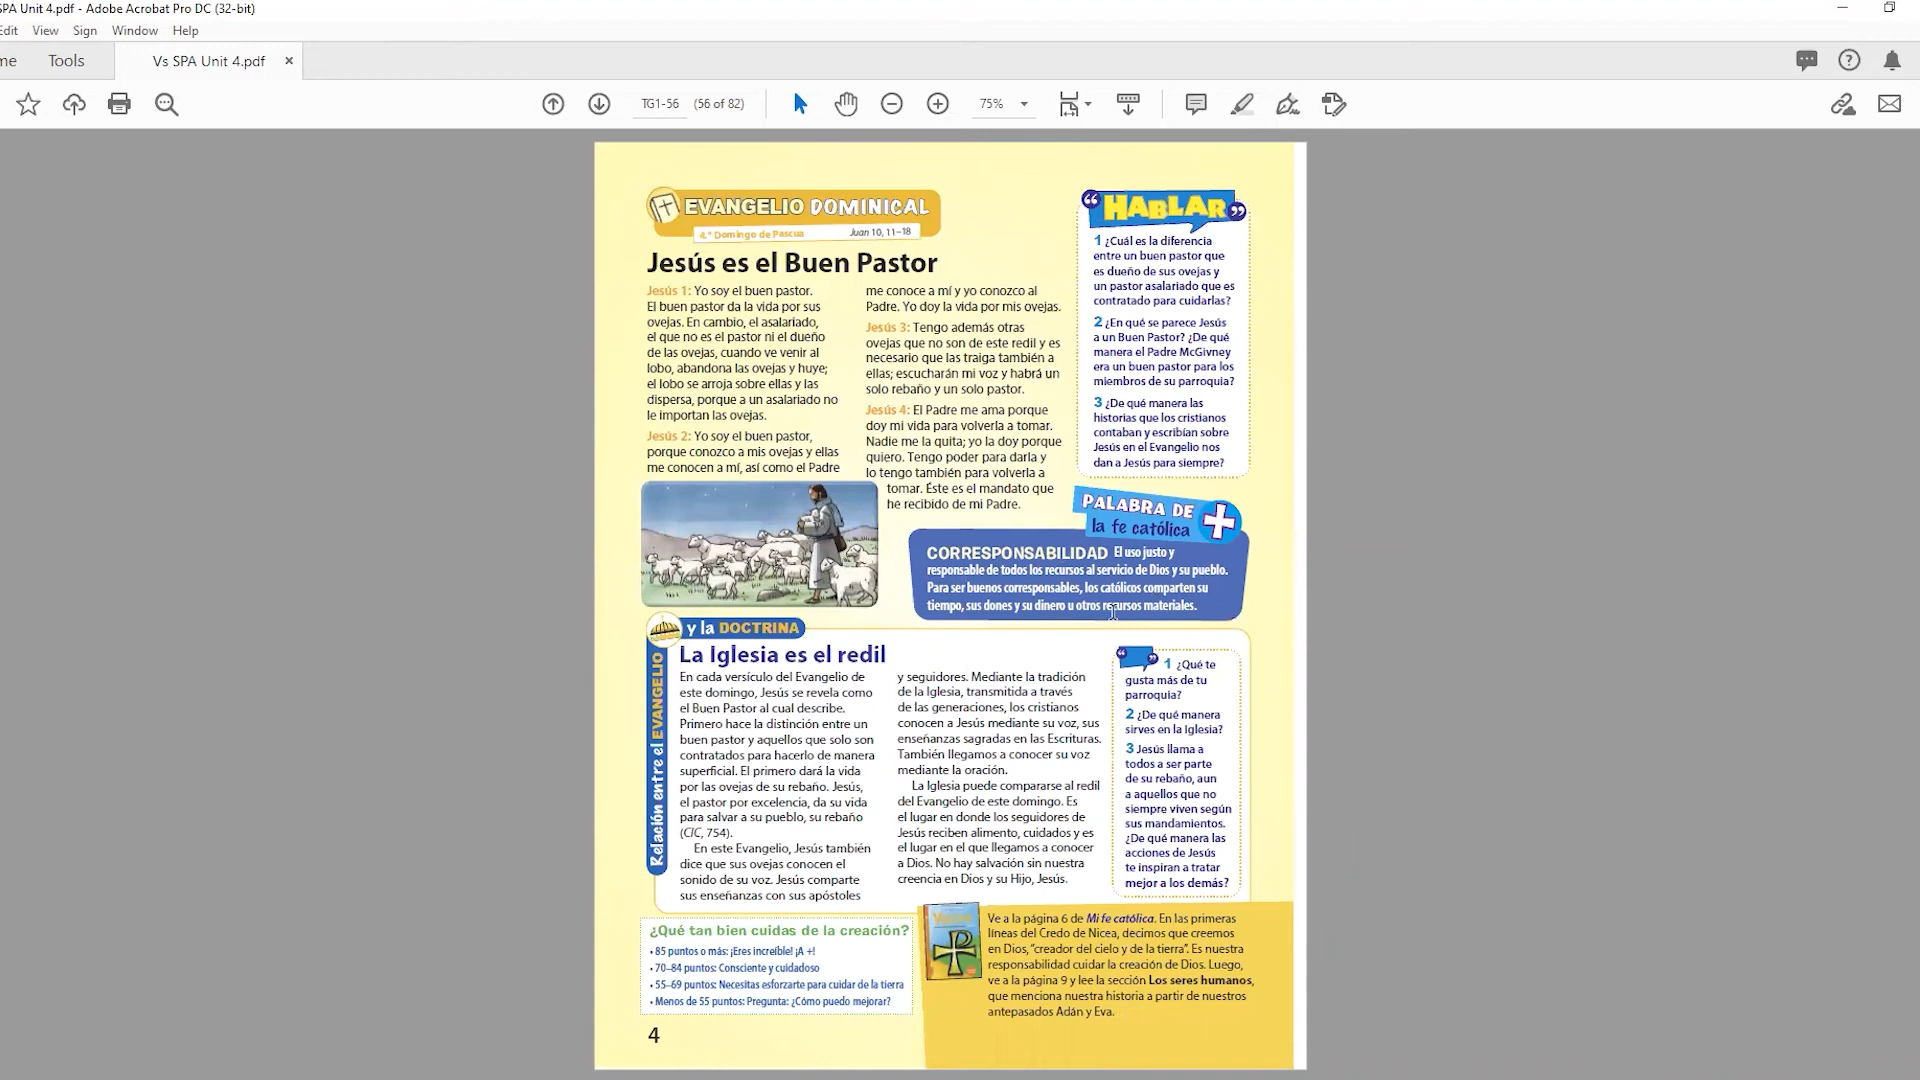 SPA Unit 4.pdf - Adobe Acrobat Pro DC (32-bit)
Edit View Sign Window Help
me Tools Vs SPA Unit 4.pdf ×
TG1-56 (56 of 82) 75%
EVANGELIO DOMINICAL
4.° Domingo de Pascua Juan 10, 11–18
Jesús es el Buen Pastor
Jesús 1: Yo soy el buen pastor.
El buen pastor da la vida por sus
ovejas. En cambio, el asalariado,
el que no es el pastor ni el dueño
de las ovejas, cuando ve venir al
lobo, abandona las ovejas y huye;
el lobo se arroja sobre ellas y las
dispersa, porque a un asalariado no
le importan las ovejas.
Jesús 2: Yo soy el buen pastor,
porque conozco a mis ovejas y ellas
me conocen a mí, así como el Padre
me conoce a mí y yo conozco al
Padre. Yo doy la vida por mis ovejas.
Jesús 3: Tengo además otras
ovejas que no son de este redil y es
necesario que las traiga también a
ellas; escucharán mi voz y habrá un
solo rebaño y un solo pastor.
Jesús 4: El Padre me ama porque
doy mi vida para volverla a tomar.
Nadie me la quita; yo la doy porque
quiero. Tengo poder para darla y
lo tengo también para volverla a
tomar. Éste es el mandato que
he recibido de mi Padre.
“HABLAR”
1 ¿Cuál es la diferencia
entre un buen pastor que
es dueño de sus ovejas y
un pastor asalariado que es
contratado para cuidarlas?
2 ¿En qué se parece Jesús
a un Buen Pastor? ¿De qué
manera el Padre McGivney
era un buen pastor para los
miembros de su parroquia?
3 ¿De qué manera las
historias que los cristianos
contaban y escribían sobre
Jesús en el Evangelio nos
dan a Jesús para siempre?
PALABRA DE
la fe católica
CORRESPONSABILIDAD El uso justo y
responsable de todos los recursos al servicio de Dios y su pueblo.
Para ser buenos corresponsables, los católicos comparten su
tiempo, sus dones y su dinero u otros recursos materiales.
Relación entre el EVANGELIO
y la DOCTRINA
La Iglesia es el redil
En cada versículo del Evangelio de
este domingo, Jesús se revela como
el Buen Pastor al cual describe.
Primero hace la distinción entre un
buen pastor y aquellos que solo son
contratados para hacerlo de manera
superficial. El primero dará la vida
por las ovejas de su rebaño. Jesús,
el pastor por excelencia, da su vida
para salvar a su pueblo, su rebaño
(CIC, 754).
En este Evangelio, Jesús también
dice que sus ovejas conocen el
sonido de su voz. Jesús comparte
sus enseñanzas con sus apóstoles
y seguidores. Mediante la tradición
de la Iglesia, transmitida a través
de las generaciones, los cristianos
conocen a Jesús mediante su voz, sus
enseñanzas sagradas en las Escrituras.
También llegamos a conocer su voz
mediante la oración.
La Iglesia puede compararse al redil
del Evangelio de este domingo. Es
el lugar en donde los seguidores de
Jesús reciben alimento, cuidados y es
el lugar en el que llegamos a conocer
a Dios. No hay salvación sin nuestra
creencia en Dios y su Hijo, Jesús.
1 ¿Qué te
gusta más de tu
parroquia?
2 ¿De qué manera
sirves en la Iglesia?
3 Jesús llama a
todos a ser parte
de su rebaño, aun
a aquellos que no
siempre viven según
sus mandamientos.
¿De qué manera las
acciones de Jesús
te inspiran a tratar
mejor a los demás?
¿Qué tan bien cuidas de la creación?
• 85 puntos o más: ¡Eres increíble! ¡A +!
• 70–84 puntos: Consciente y cuidadoso
• 55–69 puntos: Necesitas esforzarte para cuidar de la tierra
• Menos de 55 puntos: Pregunta: ¿Cómo puedo mejorar?
Ve a la página 6 de Mi fe católica. En las primeras
líneas del Credo de Nicea, decimos que creemos
en Dios, “creador del cielo y de la tierra”. Es nuestra
responsabilidad cuidar la creación de Dios. Luego,
ve a la página 9 y lee la sección Los seres humanos,
que menciona nuestra historia a partir de nuestros
antepasados Adán y Eva.
4